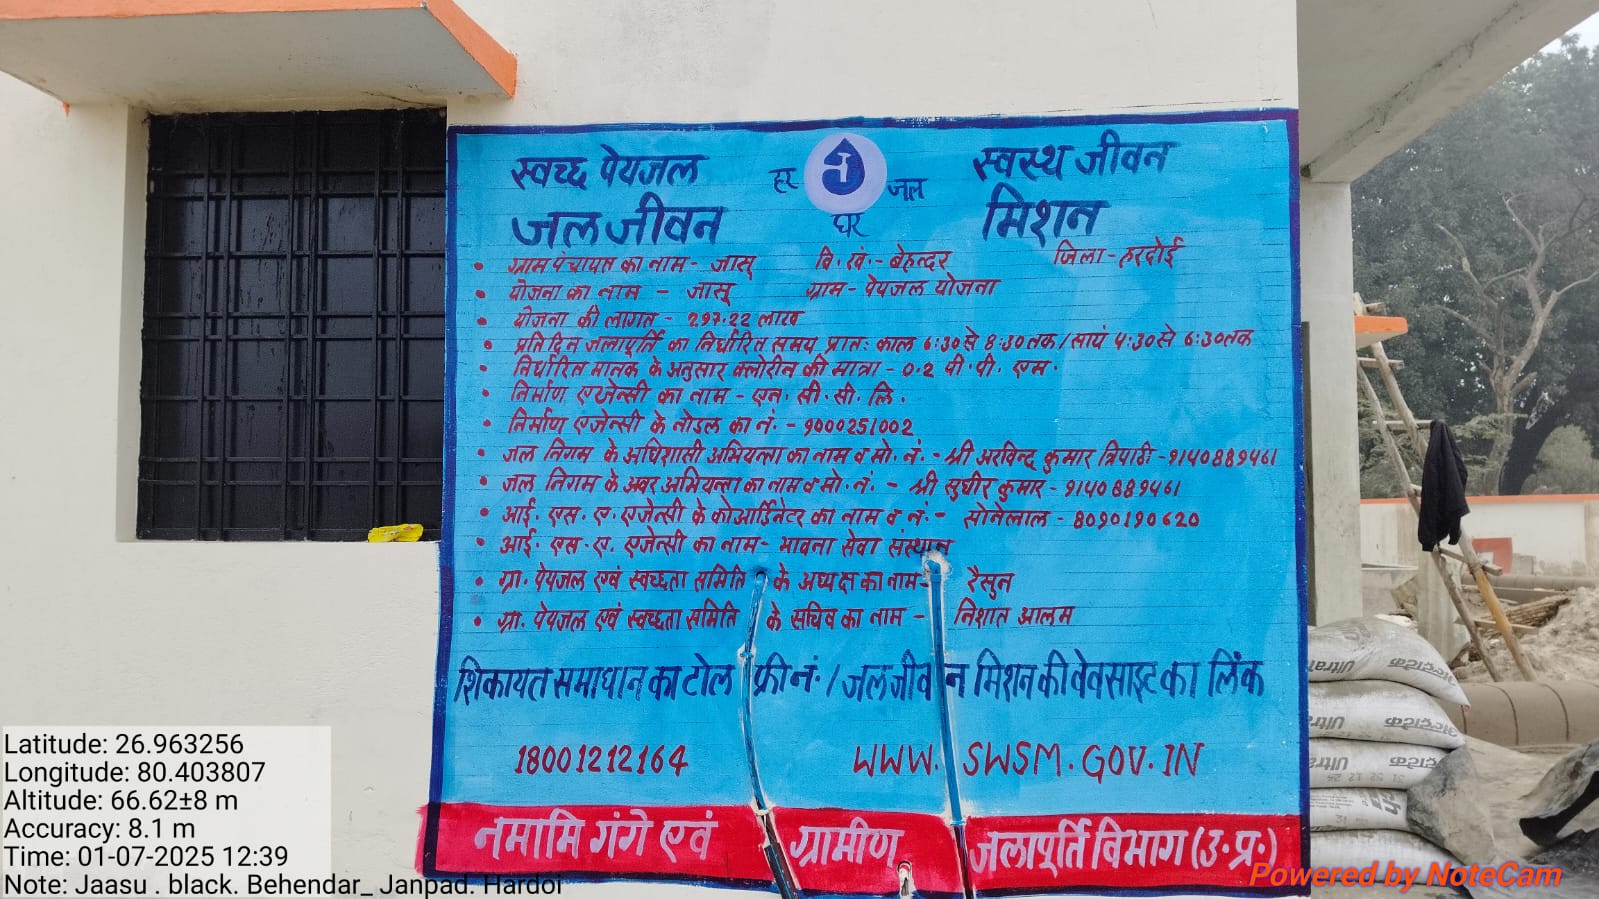 स्वच्छ पेयजल हर घर जल स्वस्थ जीवन
जल जीवन मिशन
• ग्राम पंचायत का नाम - जासू वि. खं. - बेहन्दर जिला - हरदोई
• योजना का नाम - जासू ग्राम - पेयजल योजना
• योजना की लागत - 297.22 लाख
• प्रतिदिन जलापूर्ति का निर्धारित समय प्रातः काल 6:30 से 8:30 तक / सायं 4:30 से 6:30 तक
• निर्धारित मानक के अनुसार क्लोरीन की मात्रा - 0.2 पी. पी. एम.
• निर्माण एजेन्सी का नाम - एन. सी. सी. लि.
• निर्माण एजेन्सी के नोडल का नं. - 9000251002
• जल निगम के अधिशासी अभियन्ता का नाम व मो. नं. - श्री अरविन्द कुमार त्रिपाठी - 9140889461
• जल निगम के अवर अभियन्ता का नाम व मो. नं. - श्री सुधीर कुमार - 9140889461
• आई. एस. ए. एजेन्सी के कोआर्डिनेटर का नाम व नं. - सोनेलाल - 8090190620
• आई. एस. ए. एजेन्सी का नाम - भावना सेवा संस्थान
• ग्रा. पेयजल एवं स्वच्छता समिति के अध्यक्ष का नाम - रैसुन
• ग्रा. पेयजल एवं स्वच्छता समिति के सचिव का नाम - निशात आलम
शिकायत समाधान का टोल फ्री नं. / जल जीवन मिशन की वेवसाइट का लिंक
18001212164 WWW. SWSM.GOV.IN
नमामि गंगे एवं ग्रामीण जलापूर्ति विभाग (उ.प्र.)
Latitude: 26.963256
Longitude: 80.403807
Altitude: 66.62±8 m
Accuracy: 8.1 m
Time: 01-07-2025 12:39
Note: Jaasu . black. Behendar_ Janpad. Hardoi
Powered by NoteCam
अल्ट्राटेक
UltraTech